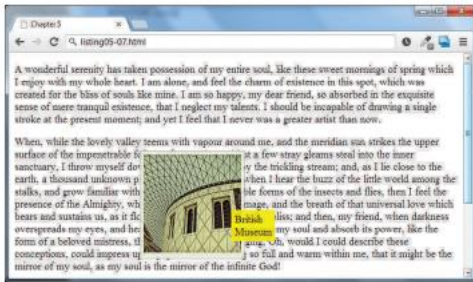 Chapter 5
listing05-07.html
A wonderful serenity has taken possession of my entire soul, like these sweet mornings of spring which
I enjoy with my whole heart. I am alone, and feel the charm of existence in this spot, which was
created for the bliss of souls like mine. I am so happy, my dear friend, so absorbed in the exquisite
sense of mere tranquil existence, that I neglect my talents. I should be incapable of drawing a single
stroke at the present moment; and yet I feel that I never was a greater artist than now.
When, while the lovely valley teems with vapour around me, and the meridian sun strikes the upper
surface of the impenetrable f t a few stray gleams steal into the inner
sanctuary, I throw myself do y the trickling stream; and, as I lie close to the
earth, a thousand unknown p when I hear the buzz of the little world among the
stalks, and grow familiar with ble forms of the insects and flies, then I feel the
presence of the Almighty, wh mage, and the breath of that universal love which
bears and sustains us, as it fl liss; and then, my friend, when darkness
British
Museum
overspreads my eyes, and hea my soul and absorb its power, like the
form of a beloved mistress, t ging. Oh, would I could describe these
conceptions, could impress up g so full and warm within me, that it might be the
mirror of my soul, as my soul is the mirror of the infinite God!